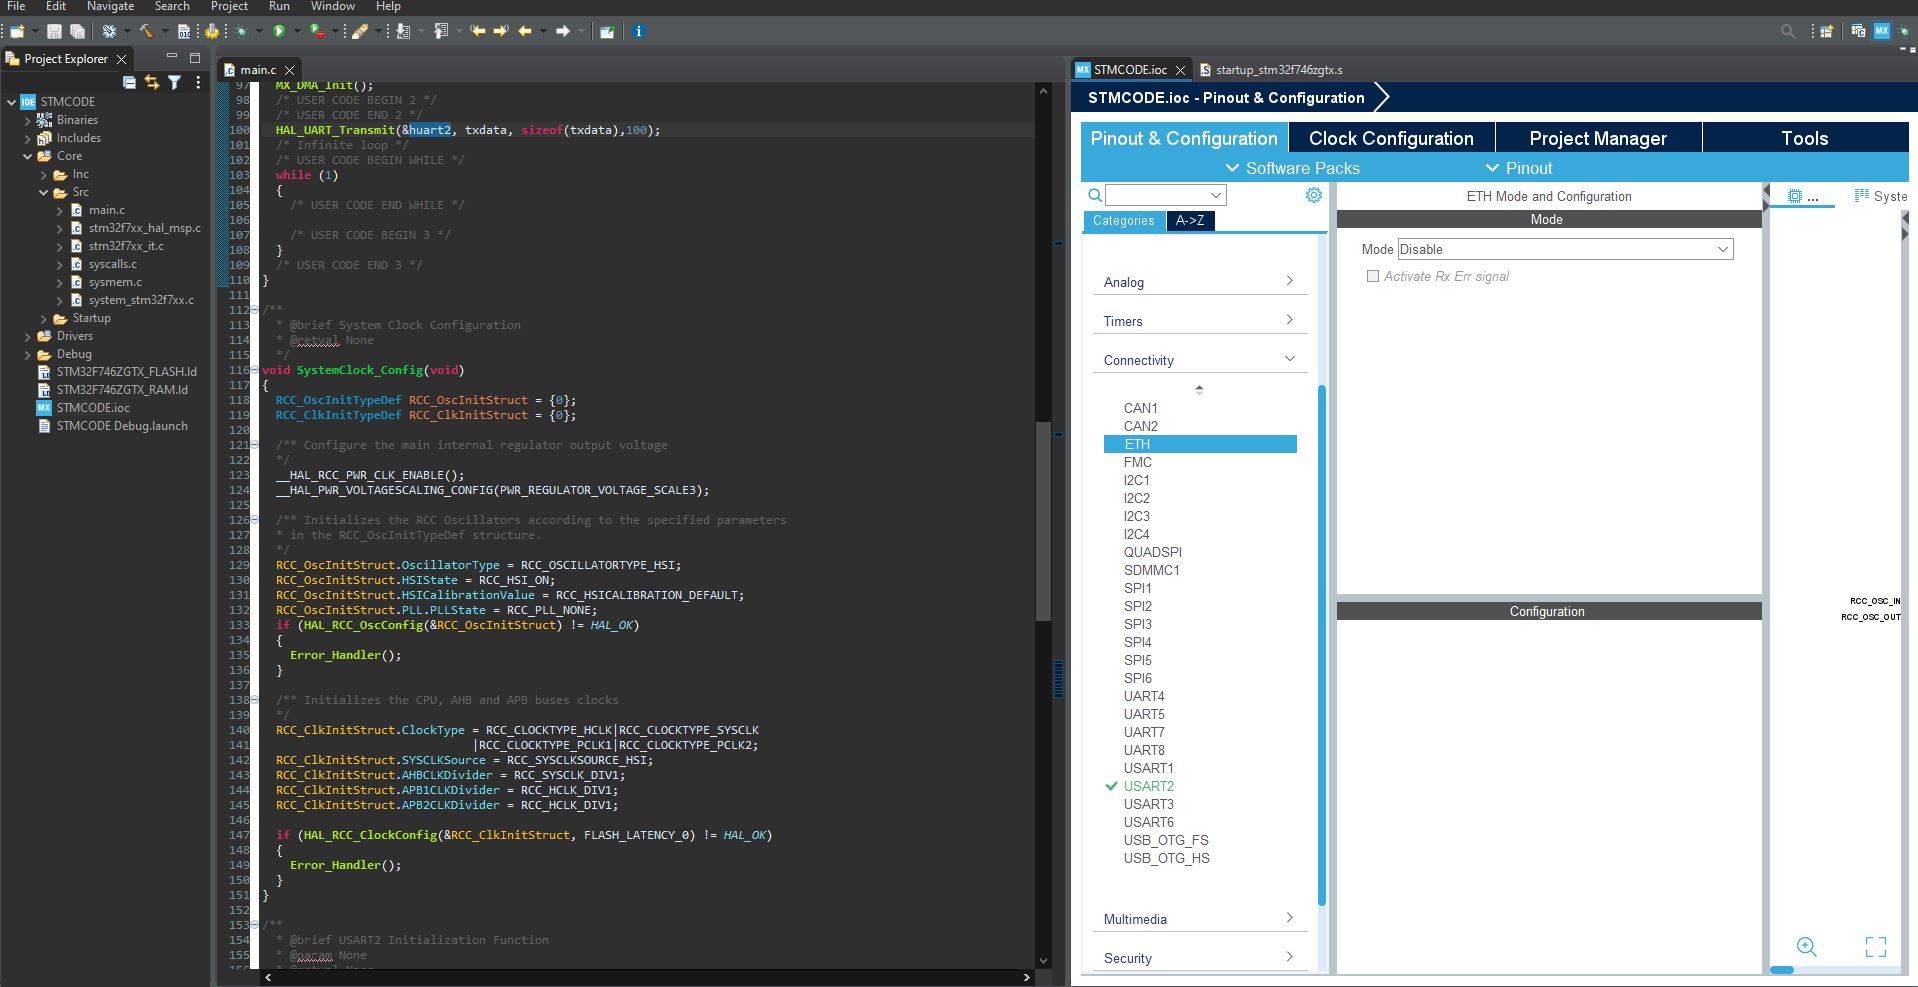 File Edit Navigate Search Project Run Window Help
Project Explorer
STMCODE
Binaries
Includes
Core
Inc
Src
main.c
stm32f7xx_hal_msp.c
stm32f7xx_it.c
syscalls.c
sysmem.c
system_stm32f7xx.c
Startup
Drivers
Debug
STM32F746ZGTX_FLASH.ld
STM32F746ZGTX_RAM.ld
STMCODE.ioc
STMCODE Debug.launch
main.c
97 MX_DMA_Init();
98 /* USER CODE BEGIN 2 */
99 /* USER CODE END 2 */
100 HAL_UART_Transmit(&huart2, txdata, sizeof(txdata),100);
101 /* Infinite loop */
102 /* USER CODE BEGIN WHILE */
103 while (1)
104 {
105 /* USER CODE END WHILE */
106
107 /* USER CODE BEGIN 3 */
108 }
109 /* USER CODE END 3 */
110 }
111
112 /**
113 * @brief System Clock Configuration
114 * @retval None
115 */
116 void SystemClock_Config(void)
117 {
118 RCC_OscInitTypeDef RCC_OscInitStruct = {0};
119 RCC_ClkInitTypeDef RCC_ClkInitStruct = {0};
120
121 /** Configure the main internal regulator output voltage
122 */
123 __HAL_RCC_PWR_CLK_ENABLE();
124 __HAL_PWR_VOLTAGESCALING_CONFIG(PWR_REGULATOR_VOLTAGE_SCALE3);
125
126 /** Initializes the RCC Oscillators according to the specified parameters
127 * in the RCC_OscInitTypeDef structure.
128 */
129 RCC_OscInitStruct.OscillatorType = RCC_OSCILLATORTYPE_HSI;
130 RCC_OscInitStruct.HSIState = RCC_HSI_ON;
131 RCC_OscInitStruct.HSICalibrationValue = RCC_HSICALIBRATION_DEFAULT;
132 RCC_OscInitStruct.PLL.PLLState = RCC_PLL_NONE;
133 if (HAL_RCC_OscConfig(&RCC_OscInitStruct) != HAL_OK)
134 {
135 Error_Handler();
136 }
137
138 /** Initializes the CPU, AHB and APB buses clocks
139 */
140 RCC_ClkInitStruct.ClockType = RCC_CLOCKTYPE_HCLK|RCC_CLOCKTYPE_SYSCLK
141 |RCC_CLOCKTYPE_PCLK1|RCC_CLOCKTYPE_PCLK2;
142 RCC_ClkInitStruct.SYSCLKSource = RCC_SYSCLKSOURCE_HSI;
143 RCC_ClkInitStruct.AHBCLKDivider = RCC_SYSCLK_DIV1;
144 RCC_ClkInitStruct.APB1CLKDivider = RCC_HCLK_DIV1;
145 RCC_ClkInitStruct.APB2CLKDivider = RCC_HCLK_DIV1;
146
147 if (HAL_RCC_ClockConfig(&RCC_ClkInitStruct, FLASH_LATENCY_0) != HAL_OK)
148 {
149 Error_Handler();
150 }
151 }
152
153 /**
154 * @brief USART2 Initialization Function
155 * @param None
STMCODE.ioc startup_stm32f746zgtx.s
STMCODE.ioc - Pinout & Configuration
Pinout & Configuration Clock Configuration Project Manager Tools
Software Packs Pinout
Categories A->Z
Analog
Timers
Connectivity
CAN1
CAN2
ETH
FMC
I2C1
I2C2
I2C3
I2C4
QUADSPI
SDMMC1
SPI1
SPI2
SPI3
SPI4
SPI5
SPI6
UART4
UART5
UART7
UART8
USART1
USART2
USART3
USART6
USB_OTG_FS
USB_OTG_HS
Multimedia
Security
ETH Mode and Configuration
Mode
Mode Disable
Activate Rx Err signal
Configuration
... Syste
RCC_OSC_IN
RCC_OSC_OUT